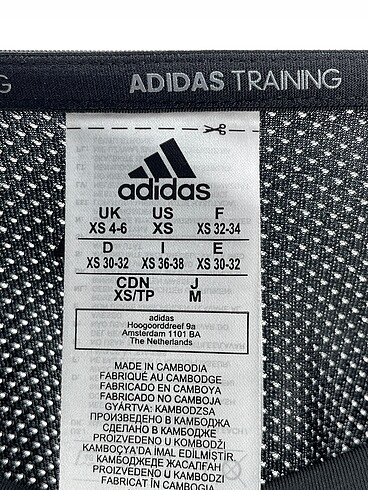 G
ADIDAS TRAINING
adidas
UK US F
XS 4-6 XS XS 32-34
D I E
XS 30-32 XS 36-38 XS 30-32
CDN J
XS/TP M
adidas
Hoogoorddreef 9a
Amsterdam 1101 BA
The Netherlands
MADE IN CAMBODIA
FABRIQUÉ AU CAMBODGE
FABRICADO EN CAMBOYA
FABRICADO NO CAMBOJA
GYÁRTVA: KAMBODZSA
ПРОИЗВЕДЕНО В КАМБОДЖА
СДЕЛАНО В КАМБОДЖЕ
PROIZVEDENO U KOMBODŽI
KAMBOÇYA'DA İMAL EDİLMİŞTİR.
КАМБОДЖЕДЕ ЖАСАЛҒАН
PROIZVEDENO U KOMBODŽI
FABRICAT ÎN CAMBOGIA